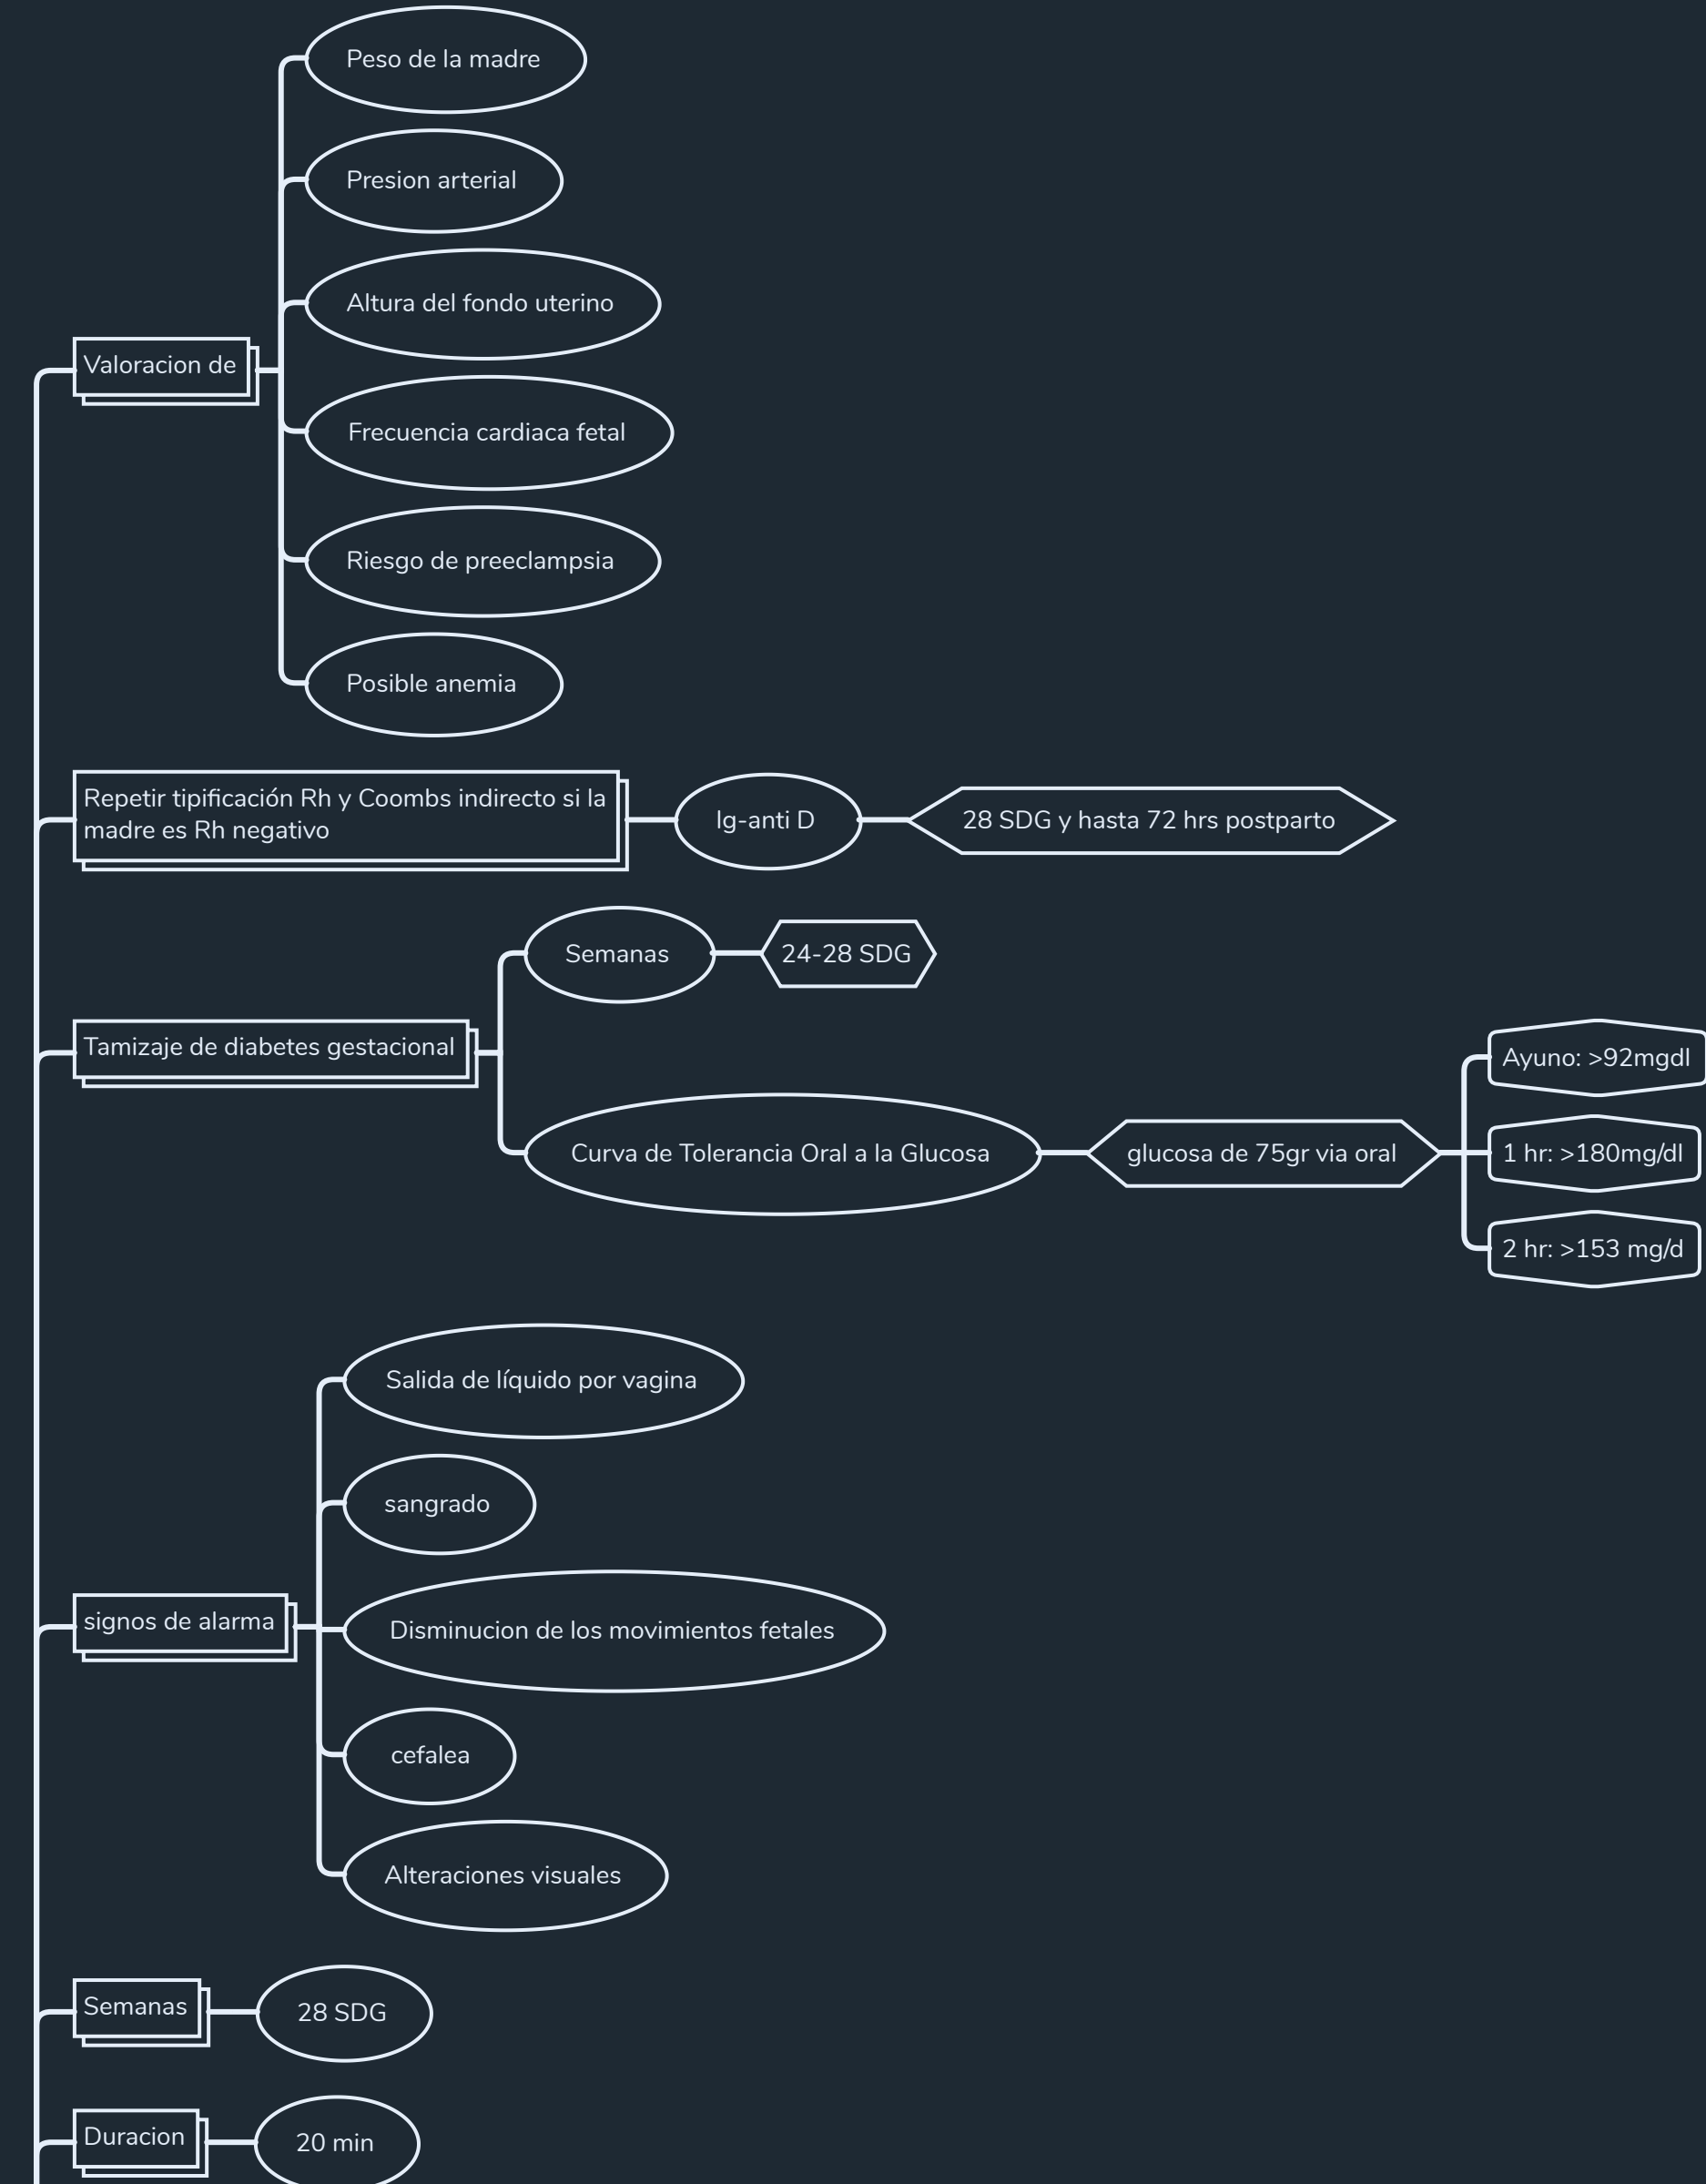 Peso de la madre
Presion arterial
Altura del fondo uterino
Valoracion de
Frecuencia cardiaca fetal
Riesgo de preeclampsia
Posible anemia
Repetir tipificación Rh y Coombs indirecto si la
madre es Rh negativo
Ig-anti D
28 SDG y hasta 72 hrs postparto
Semanas
24-28 SDG
Tamizaje de diabetes gestacional
Curva de Tolerancia Oral a la Glucosa
glucosa de 75gr via oral
Ayuno: >92mgdl
1 hr: >180mg/dl
2 hr: >153 mg/d
Salida de líquido por vagina
sangrado
signos de alarma
Disminucion de los movimientos fetales
cefalea
Alteraciones visuales
Semanas
28 SDG
Duracion
20 min